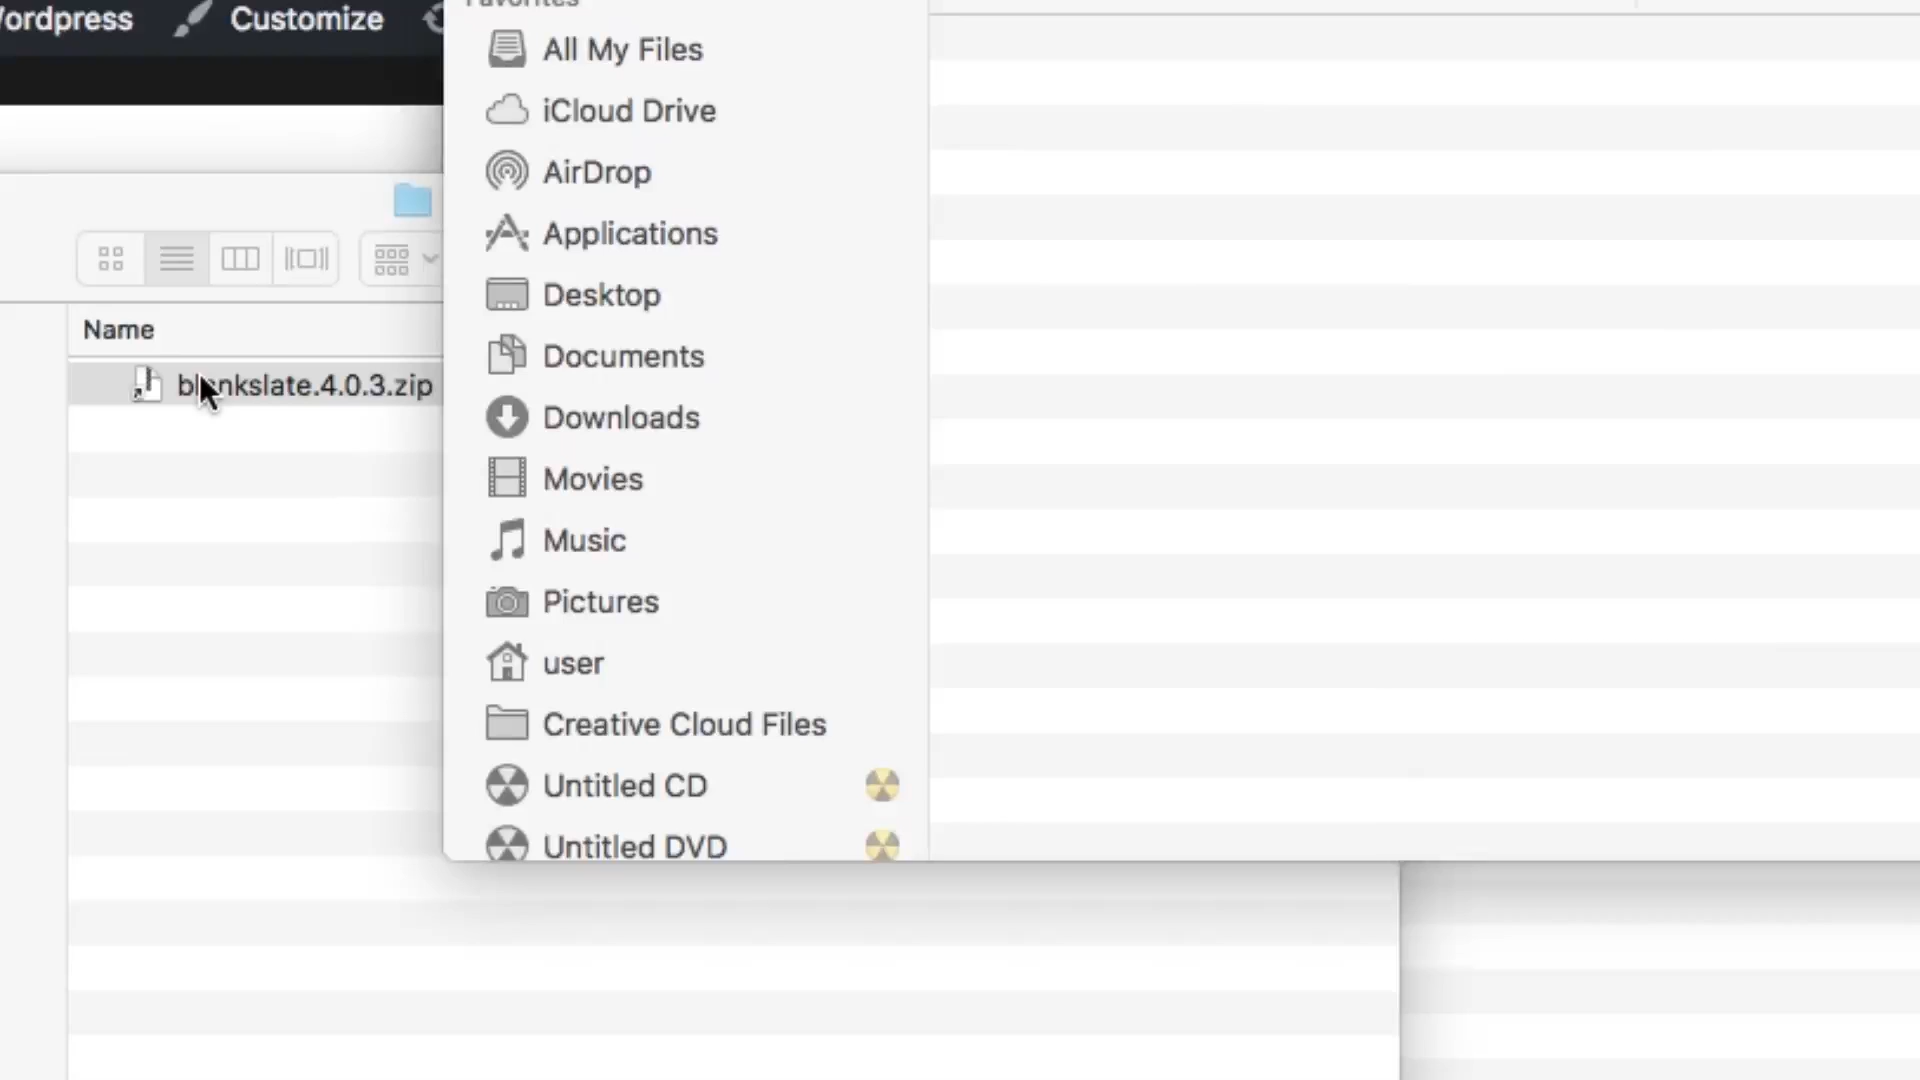 ordpress
Customize
Favorites
All My Files
iCloud Drive
AirDrop
Applications
Desktop
Documents
Downloads
Movies
Music
Pictures
user
Creative Cloud Files
Untitled CD
Untitled DVD
Name
blankslate.4.0.3.zip